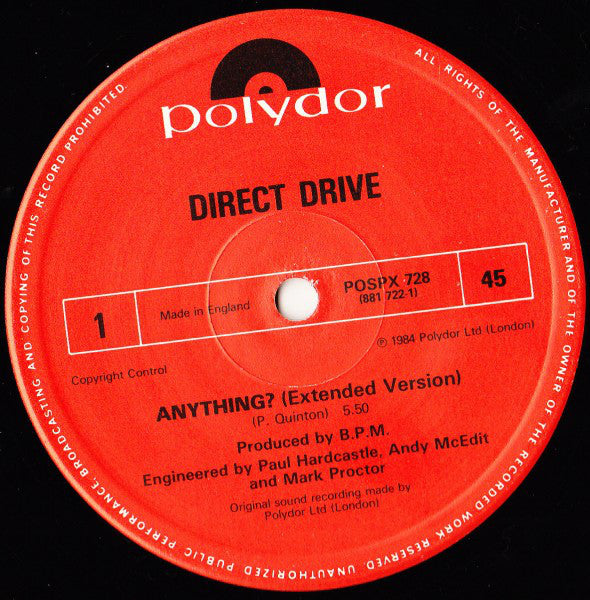 polydor
DIRECT DRIVE
1
Made in England
POSPX 728
(881 722-1)
45
℗ 1984 Polydor Ltd (London)
Copyright Control
ANYTHING? (Extended Version)
(P. Quinton) 5.50
Produced by B.P.M.
Engineered by Paul Hardcastle, Andy McEdit
and Mark Proctor
Original sound recording made by
Polydor Ltd (London)
ALL RIGHTS OF THE MANUFACTURER AND OF THE OWNER OF THE RECORDED WORK RESERVED. UNAUTHORIZED PUBLIC PERFORMANCE, BROADCASTING AND COPYING OF THIS RECORD PROHIBITED.